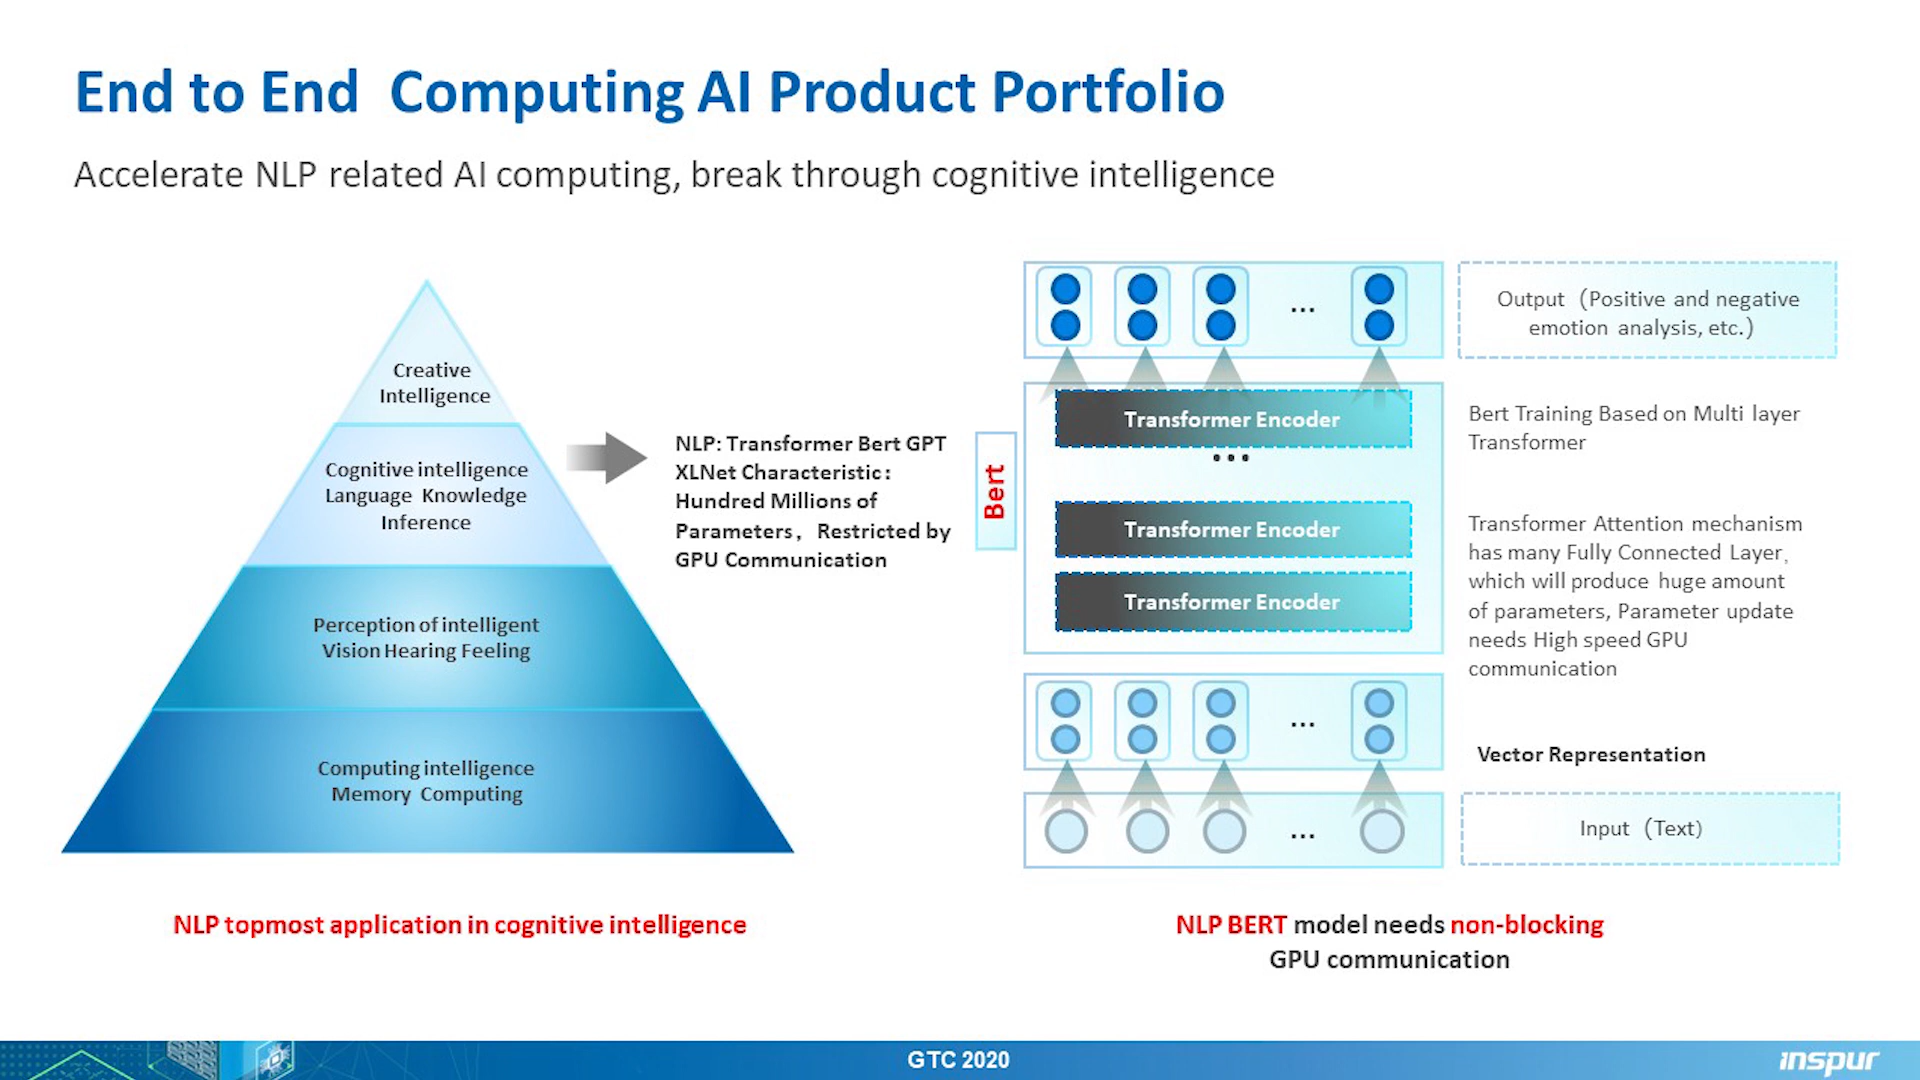 End to End  Computing AI Product Portfolio
Accelerate NLP related AI computing, break through cognitive intelligence
Creative
Intelligence
Cognitive intelligence
Language Knowledge
Inference
Perception of intelligent
Vision Hearing Feeling
Computing intelligence
Memory Computing
NLP topmost application in cognitive intelligence
NLP: Transformer Bert GPT
XLNet Characteristic：
Hundred Millions of
Parameters，Restricted by
GPU Communication
Bert
...
Transformer Encoder
...
Transformer Encoder
Transformer Encoder
...
...
Output（Positive and negative
emotion analysis, etc.）
Bert Training Based on Multi layer
Transformer
Transformer Attention mechanism
has many Fully Connected Layer,
which will produce huge amount
of parameters, Parameter update
needs High speed GPU
communication
Vector Representation
Input（Text）
NLP BERT model needs non-blocking
GPU communication
GTC 2020
inspur